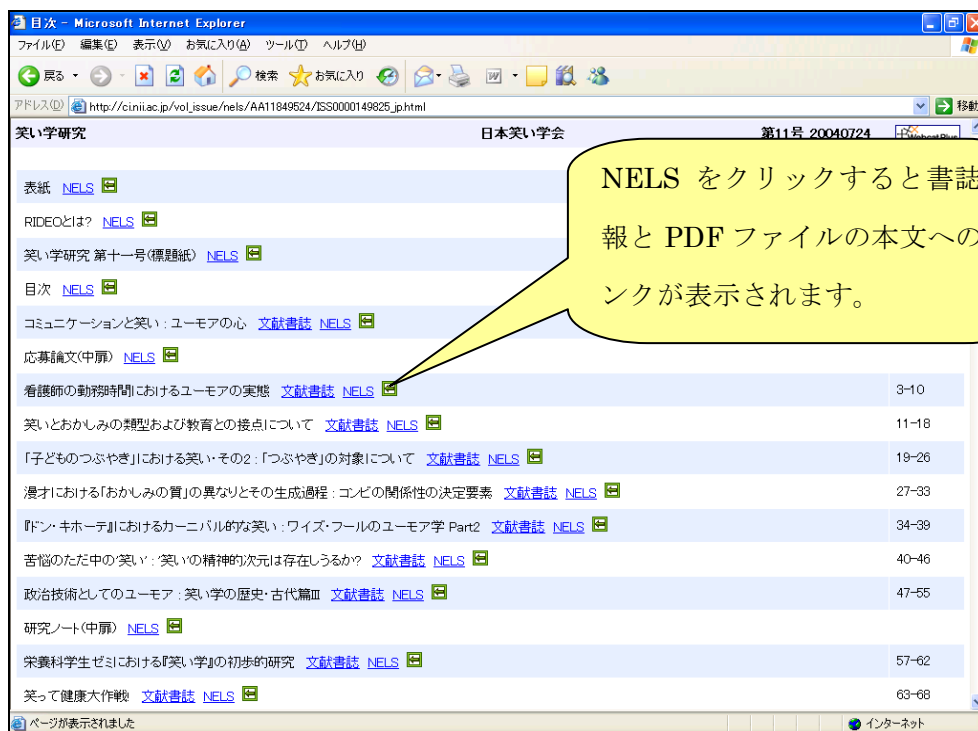 目次 - Microsoft Internet Explorer
ファイル(F) 編集(E) 表示(V) お気に入り(A) ツール(T) ヘルプ(H)
戻る 検索 お気に入り
アドレス(D) http://ci.nii.ac.jp/vol_issue/nels/AA11849524/ISS0000149825_jp.html 移動
笑い学研究 日本笑い学会 第11号 20040724 WebcatPlus
表紙 NELS
RIDEOとは? NELS
笑い学研究 第十一号(標題紙) NELS
目次 NELS
コミュニケーションと笑い : ユーモアの心 文献書誌 NELS
応募論文(中扉) NELS
看護師の勤務時間におけるユーモアの実態 文献書誌 NELS 3-10
笑いとおかしみの類型および教育との接点について 文献書誌 NELS 11-18
「子どものつぶやき」における笑い・その2 : 「つぶやき」の対象について 文献書誌 NELS 19-26
漫才における「おかしみの質」の異なりとその生成過程 : コンビの関係性の決定要素 文献書誌 NELS 27-33
『ドン・キホーテ』におけるカーニバル的な笑い : ワイズ・フールのユーモア学 Part2 文献書誌 NELS 34-39
苦悩のただ中の'笑い' : '笑い'の精神的次元は存在しうるか? 文献書誌 NELS 40-46
政治技術としてのユーモア : 笑い学の歴史・古代篇III 文献書誌 NELS 47-55
研究ノート(中扉) NELS
栄養科学生ゼミにおける『笑い学』の初歩的研究 文献書誌 NELS 57-62
笑って健康大作戦 文献書誌 NELS 63-68
NELS をクリックすると書誌
報と PDF ファイルの本文への
ンクが表示されます。
ページが表示されました インターネット